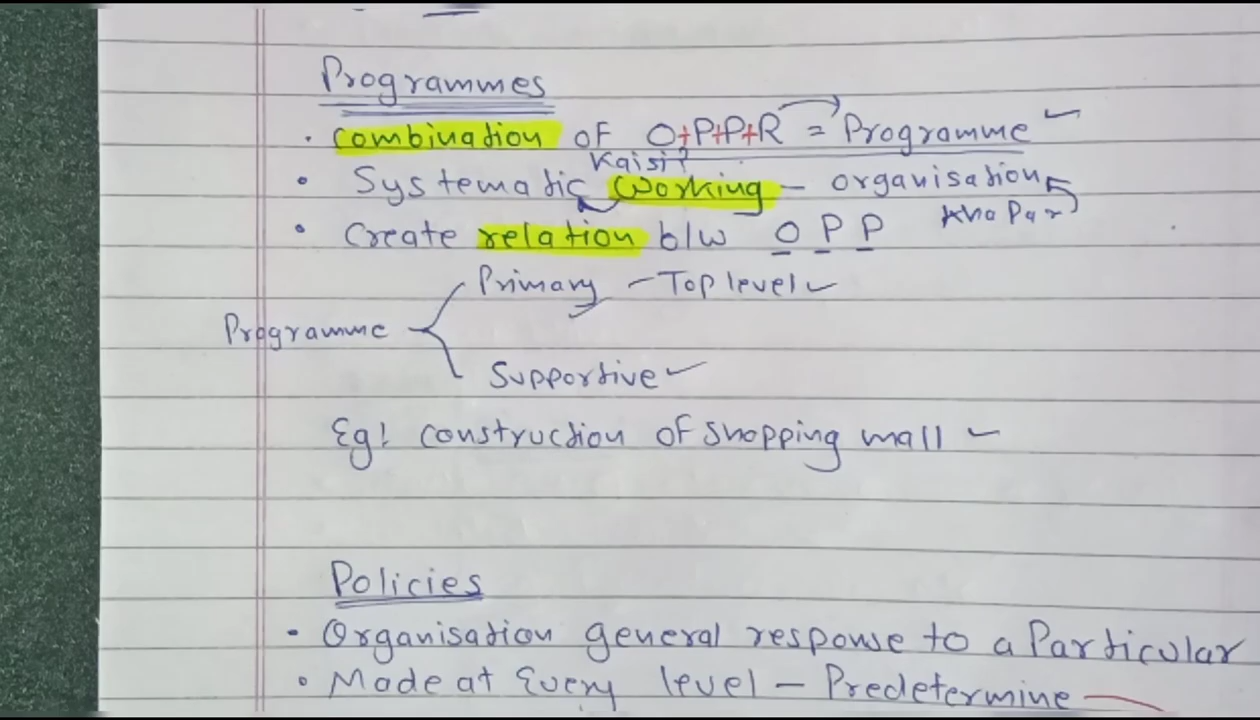 Programmes
• Combination of O+P+P+R = Programme
Kaisi?
• Systematic working - organisation
Kha Par
• Create relation b/w O P P
Primary - Top level
Programme
Supportive
Eg! construction of shopping mall
Policies
• Organisation general response to a Particular
• Made at Every level - Predetermine